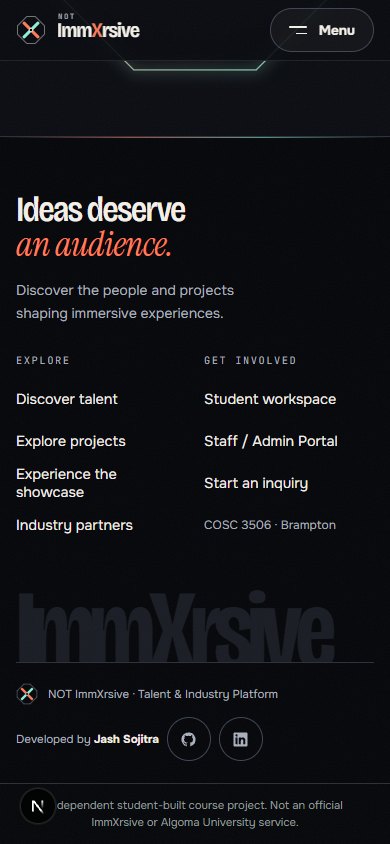 NOT
ImmXrsive
Menu
Ideas deserve
an audience.
Discover the people and projects
shaping immersive experiences.
EXPLORE
GET INVOLVED
Discover talent
Student workspace
Explore projects
Staff / Admin Portal
Experience the
showcase
Start an inquiry
Industry partners
COSC 3506 · Brampton
ImmXrsive
NOT ImmXrsive · Talent & Industry Platform
Developed by Jash Sojitra
N
dependent student-built course project. Not an official
ImmXrsive or Algoma University service.